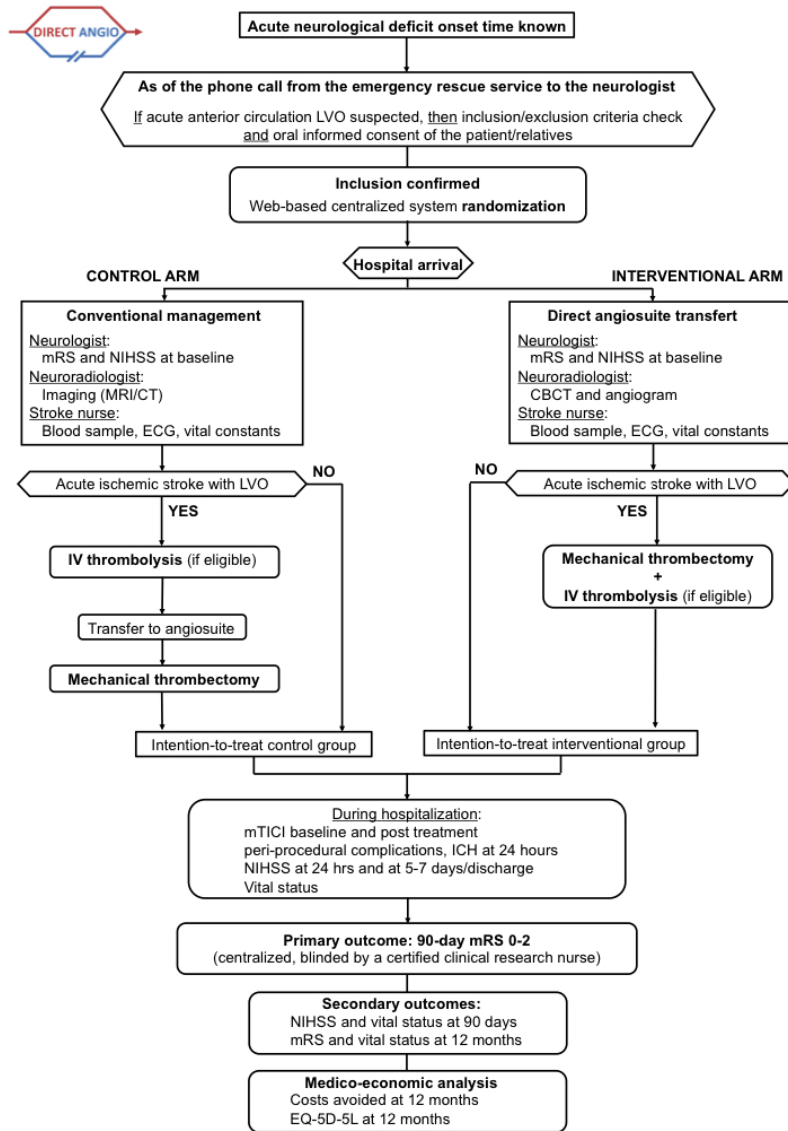 DIRECT ANGIO
Acute neurological deficit onset time known
As of the phone call from the emergency rescue service to the neurologist
If acute anterior circulation LVO suspected, then inclusion/exclusion criteria check
and oral informed consent of the patient/relatives
Inclusion confirmed
Web-based centralized system randomization
Hospital arrival
CONTROL ARM
INTERVENTIONAL ARM
Conventional management
Neurologist:
mRS and NIHSS at baseline
Neuroradiologist:
Imaging (MRI/CT)
Stroke nurse:
Blood sample, ECG, vital constants
Direct angiosuite transfert
Neurologist:
mRS and NIHSS at baseline
Neuroradiologist:
CBCT and angiogram
Stroke nurse:
Blood sample, ECG, vital constants
Acute ischemic stroke with LVO
NO
YES
NO
Acute ischemic stroke with LVO
YES
IV thrombolysis (if eligible)
Transfer to angiosuite
Mechanical thrombectomy
Mechanical thrombectomy
+
IV thrombolysis (if eligible)
Intention-to-treat control group
Intention-to-treat interventional group
During hospitalization:
mTICI baseline and post treatment
peri-procedural complications, ICH at 24 hours
NIHSS at 24 hrs and at 5-7 days/discharge
Vital status
Primary outcome: 90-day mRS 0-2
(centralized, blinded by a certified clinical research nurse)
Secondary outcomes:
NIHSS and vital status at 90 days
mRS and vital status at 12 months
Medico-economic analysis
Costs avoided at 12 months
EQ-5D-5L at 12 months